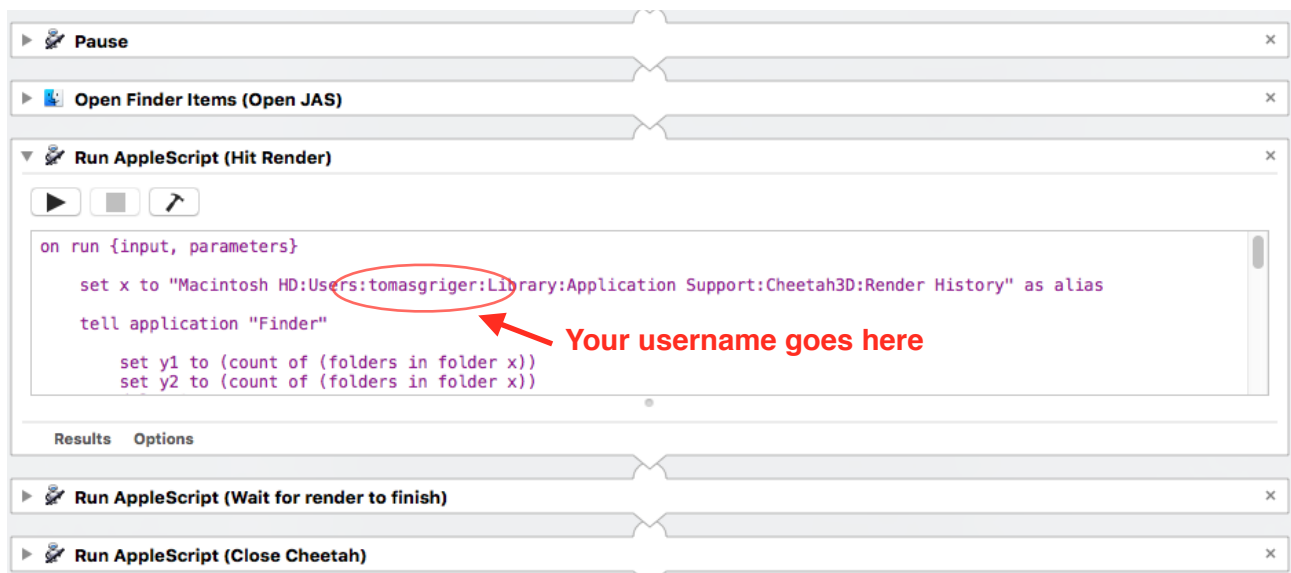 Pause
Open Finder Items (Open JAS)
Run AppleScript (Hit Render)
on run {input, parameters}
set x to "Macintosh HD:Users:tomasgriger:Library:Application Support:Cheetah3D:Render History" as alias
tell application "Finder"
Your username goes here
set y1 to (count of (folders in folder x))
set y2 to (count of (folders in folder x))
Results Options
Run AppleScript (Wait for render to finish)
Run AppleScript (Close Cheetah)